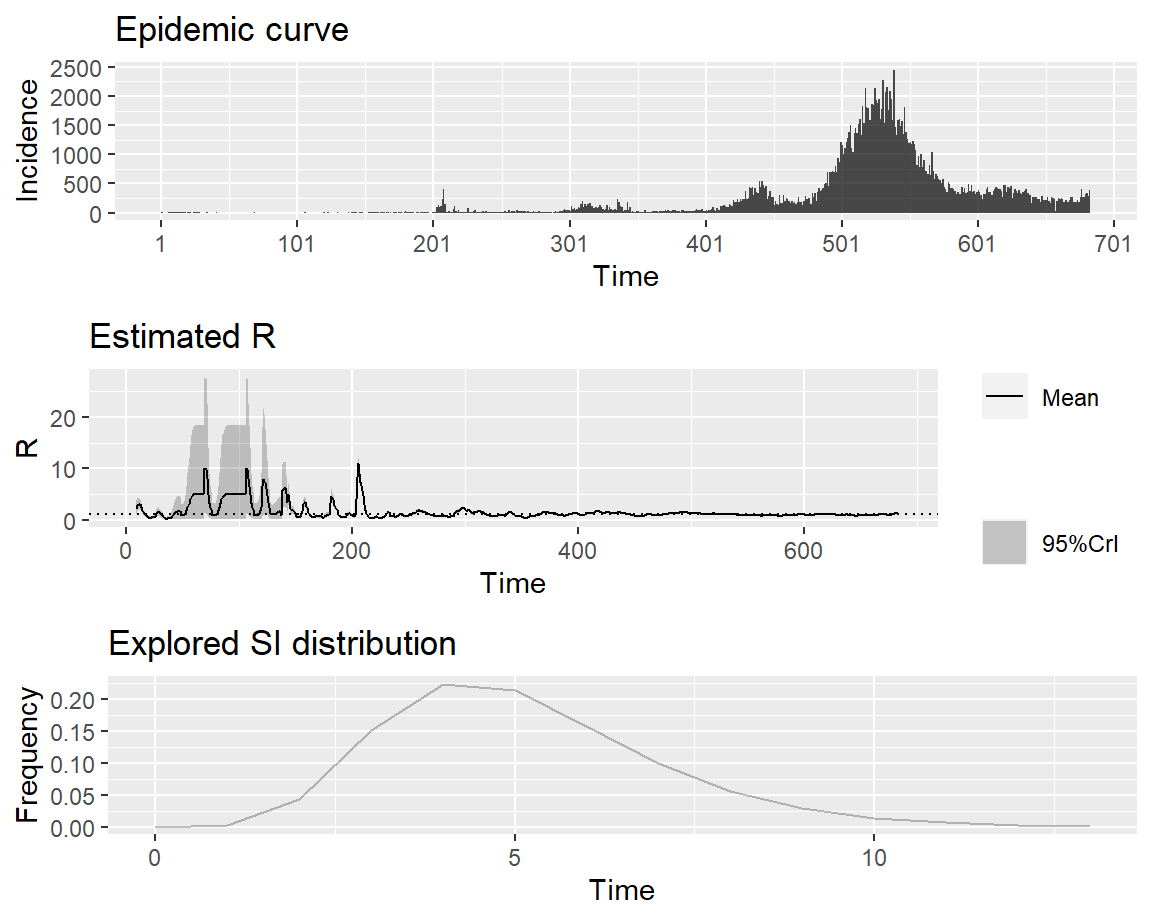 Epidemic curve
Incidence
2500
2000
1500
1000
500
0
1 101 201 301 401 501 601 701
Time
Estimated R
R
20
10
0
0 200 400 600
Time
Mean
95%CrI
Explored SI distribution
Frequency
0.20
0.15
0.10
0.05
0.00
0 5 10
Time